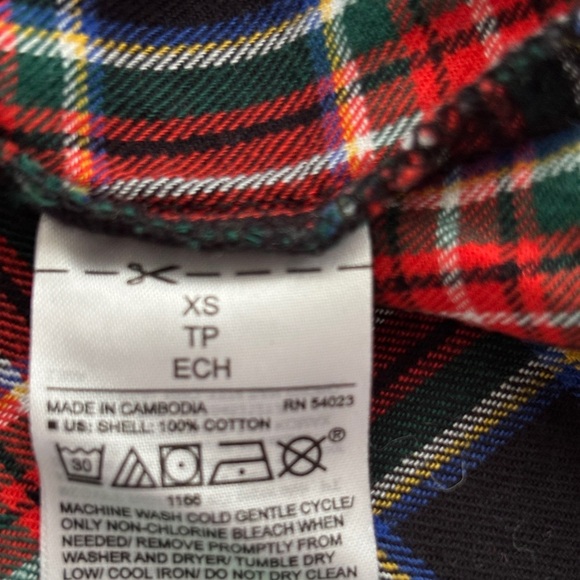 XS
TP
ECH
MADE IN CAMBODIA RN 54023
■ US: SHELL: 100% COTTON
30 ®
1166
MACHINE WASH COLD GENTLE CYCLE/
ONLY NON-CHLORINE BLEACH WHEN
NEEDED/ REMOVE PROMPTLY FROM
WASHER AND DRYER/ TUMBLE DRY
LOW/ COOL IRON/ DO NOT DRY CLEAN